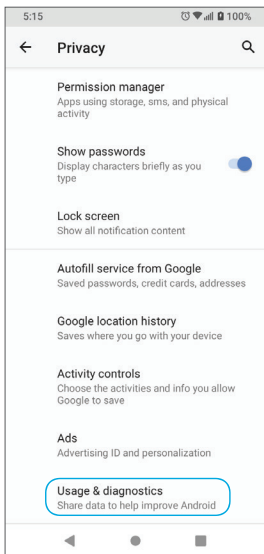 5:15 100%
Privacy
Permission manager
Apps using storage, sms, and physical
activity
Show passwords
Display characters briefly as you
type
Lock screen
Show all notification content
Autofill service from Google
Saved passwords, credit cards, addresses
Google location history
Saves where you go with your device
Activity controls
Choose the activities and info you allow
Google to save
Ads
Advertising ID and personalization
Usage & diagnostics
Share data to help improve Android